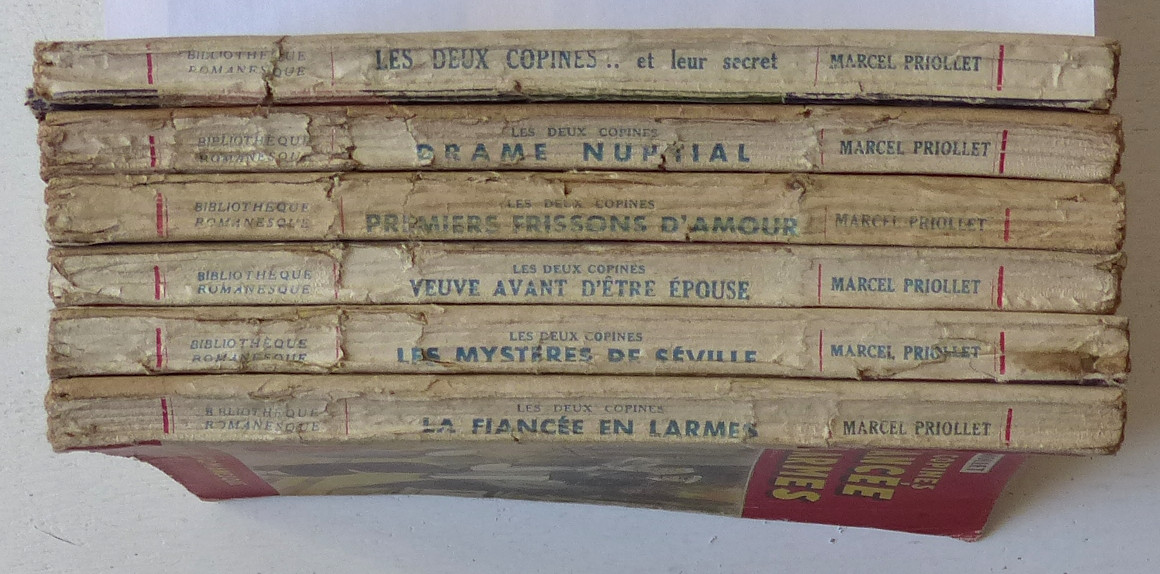 BIBLIOTHÈQUE
ROMANESQUE
LES DEUX COPINES .. et leur secret
MARCEL PRIOLLET
BIBLIOTHÈQUE
ROMANESQUE
LES DEUX COPINES
DRAME NUPTIAL
MARCEL PRIOLLET
BIBLIOTHÈQUE
ROMANESQUE
LES DEUX COPINES
PREMIERS FRISSONS D'AMOUR
MARCEL PRIOLLET
BIBLIOTHÈQUE
ROMANESQUE
LES DEUX COPINES
VEUVE AVANT D'ÊTRE ÉPOUSE
MARCEL PRIOLLET
BIBLIOTHÈQUE
ROMANESQUE
LES DEUX COPINES
LES MYSTÈRES DE SÉVILLE
MARCEL PRIOLLET
BIBLIOTHÈQUE
ROMANESQUE
LES DEUX COPINES
LA FIANCÉE EN LARMES
MARCEL PRIOLLET
COPINES